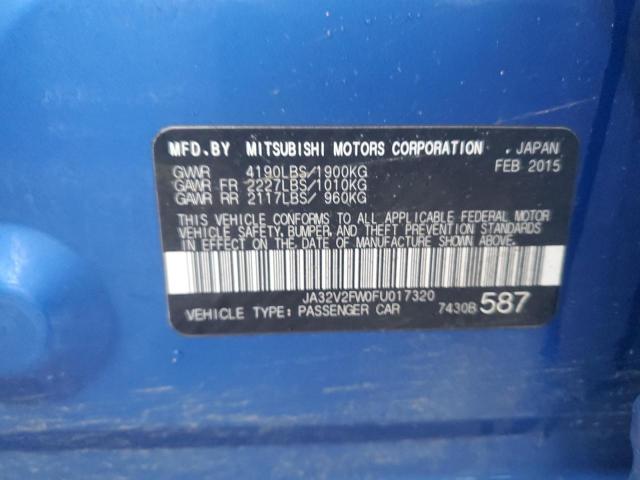 MFD.BY MITSUBISHI MOTORS CORPORATION . JAPAN
GVWR 4190LBS/1900KG FEB 2015
GAWR FR 2227LBS/1010KG
GAWR RR 2117LBS/ 960KG
THIS VEHICLE CONFORMS TO ALL APPLICABLE FEDERAL MOTOR
VEHICLE SAFETY, BUMPER, AND THEFT PREVENTION STANDARDS
IN EFFECT ON THE DATE OF MANUFACTURE SHOWN ABOVE.
JA32V2FW0FU017320
VEHICLE TYPE: PASSENGER CAR 7430B 587